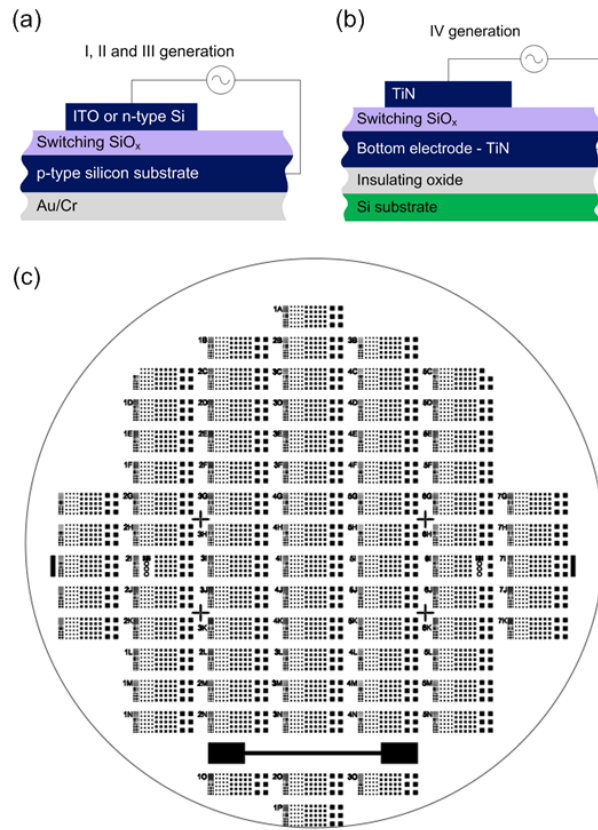 (a)
I, II and III generation
ITO or n-type Si
Switching SiOₓ
p-type silicon substrate
Au/Cr
(b)
IV generation
TiN
Switching SiOₓ
Bottom electrode - TiN
Insulating oxide
Si substrate
(c)
1A
1B 2B 3B
2C 3C 4C 5C
1D 2D 3D 4D 5D
1E 2E 3E 4E 5E
1F 2F 3F 4F 5F
2G 3G 4G 5G 6G 7G
2H 3H 4H 5H 6H 7H
2I 3I 4I 5I 6I 7I
2J 3J 4J 5J 6J 7J
2K 3K 4K 5K 6K 7K
1L 2L 3L 4L 5L
1M 2M 3M 4M 5M
1N 2N 3N 4N 5N
1O 2O 3O
1P